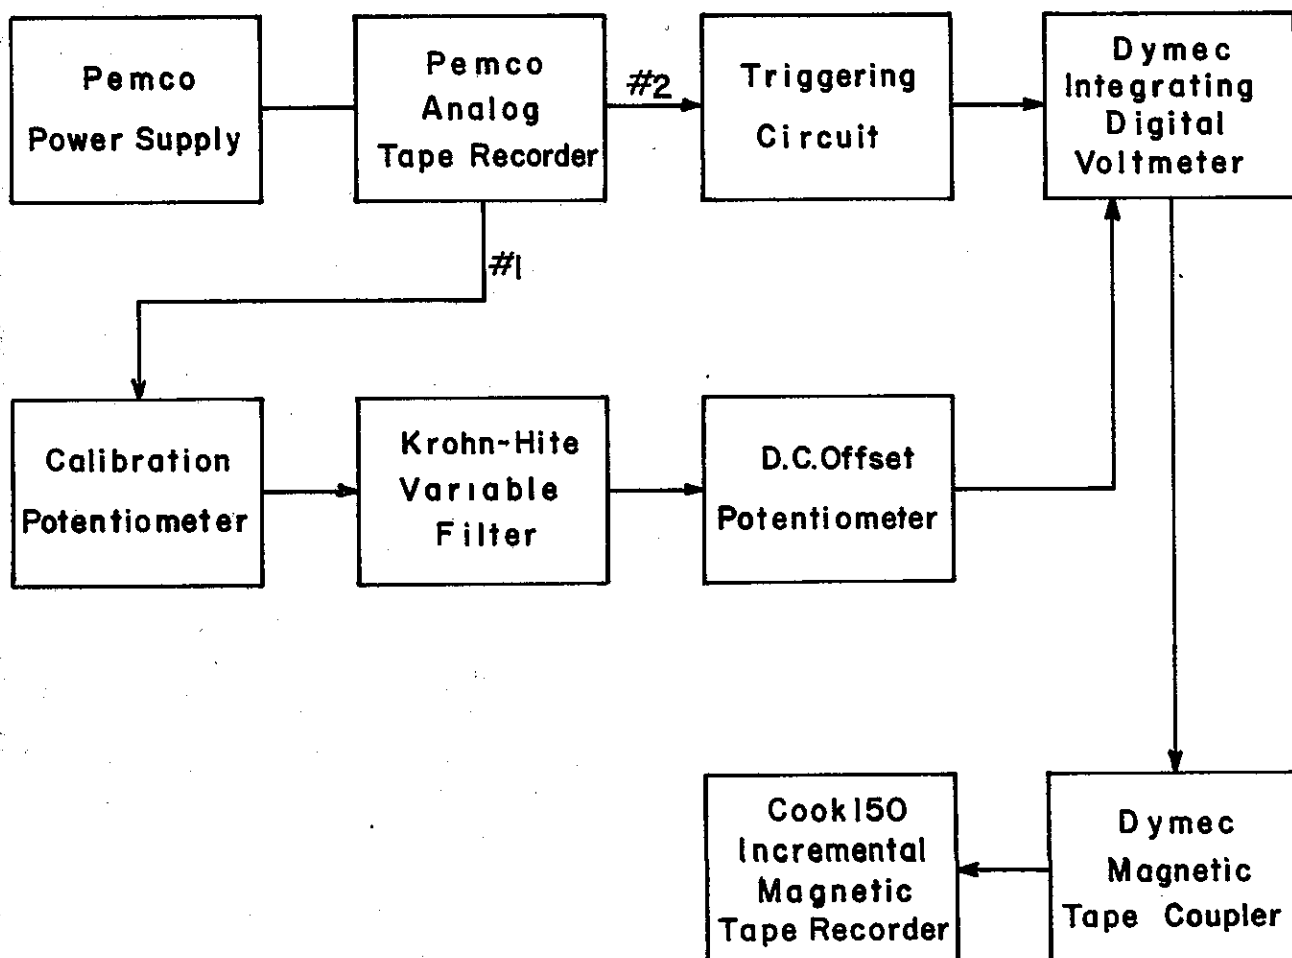 Pemco
Power Supply
Pemco
Analog
Tape Recorder
#2
Triggering
Circuit
Dymec
Integrating
Digital
Voltmeter
#1
Calibration
Potentiometer
Krohn-Hite
Variable
Filter
D.C.Offset
Potentiometer
Cook 150
Incremental
Magnetic
Tape Recorder
Dymec
Magnetic
Tape Coupler